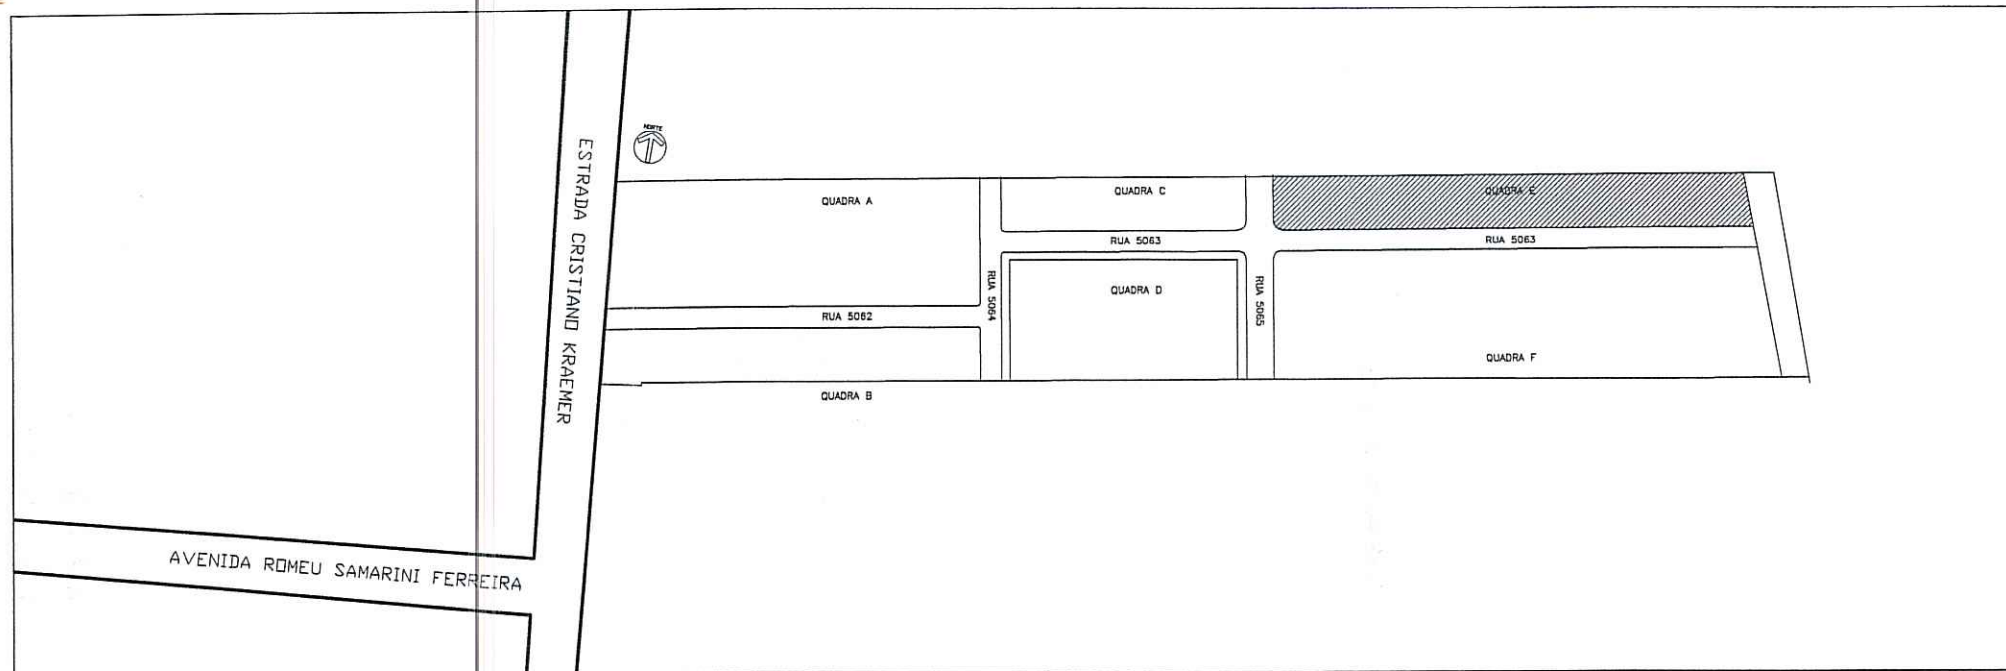 NORTE
ESTRADA CRISTIANO KRAEMER
QUADRA A
QUADRA C
QUADRA E
RUA 5063
RUA 5063
RUA 5064
QUADRA D
RUA 5065
RUA 5062
QUADRA F
QUADRA B
AVENIDA ROMEU SAMARINI FERREIRA